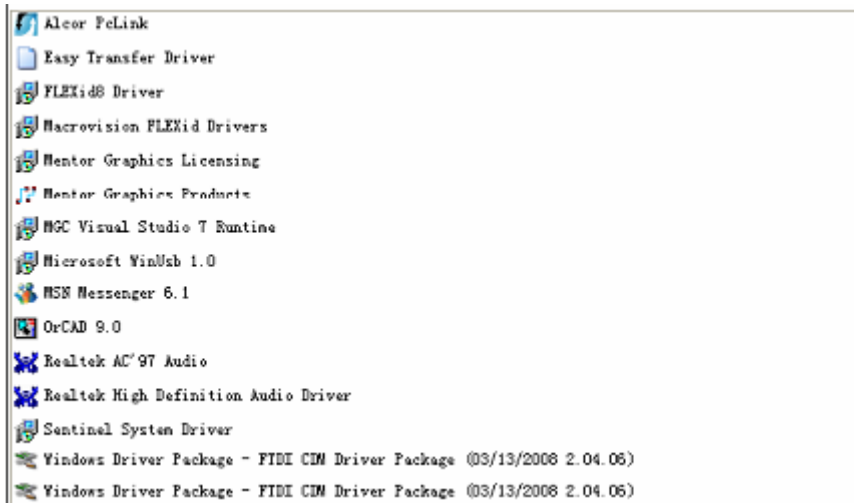 Alcor PcLink
Easy Transfer Driver
FLEXid8 Driver
Macrovision FLEXid Drivers
Mentor Graphics Licensing
Mentor Graphics Products
MGC Visual Studio 7 Runtime
Microsoft WinUsb 1.0
MSN Messenger 6.1
OrCAD 9.0
Realtek AC'97 Audio
Realtek High Definition Audio Driver
Sentinel System Driver
Windows Driver Package - FTDI CDM Driver Package (03/13/2008 2.04.06)
Windows Driver Package - FTDI CDM Driver Package (03/13/2008 2.04.06)